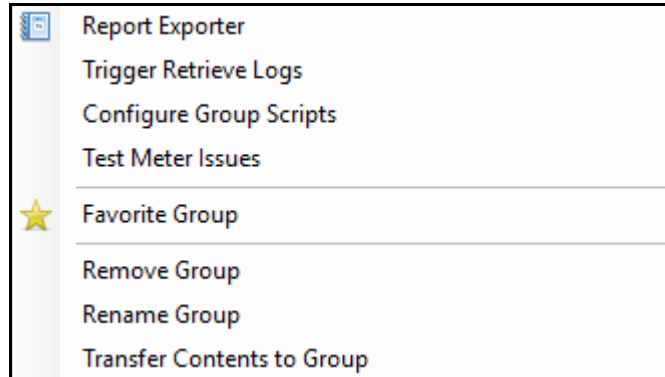 Report Exporter
Trigger Retrieve Logs
Configure Group Scripts
Test Meter Issues
Favorite Group
Remove Group
Rename Group
Transfer Contents to Group